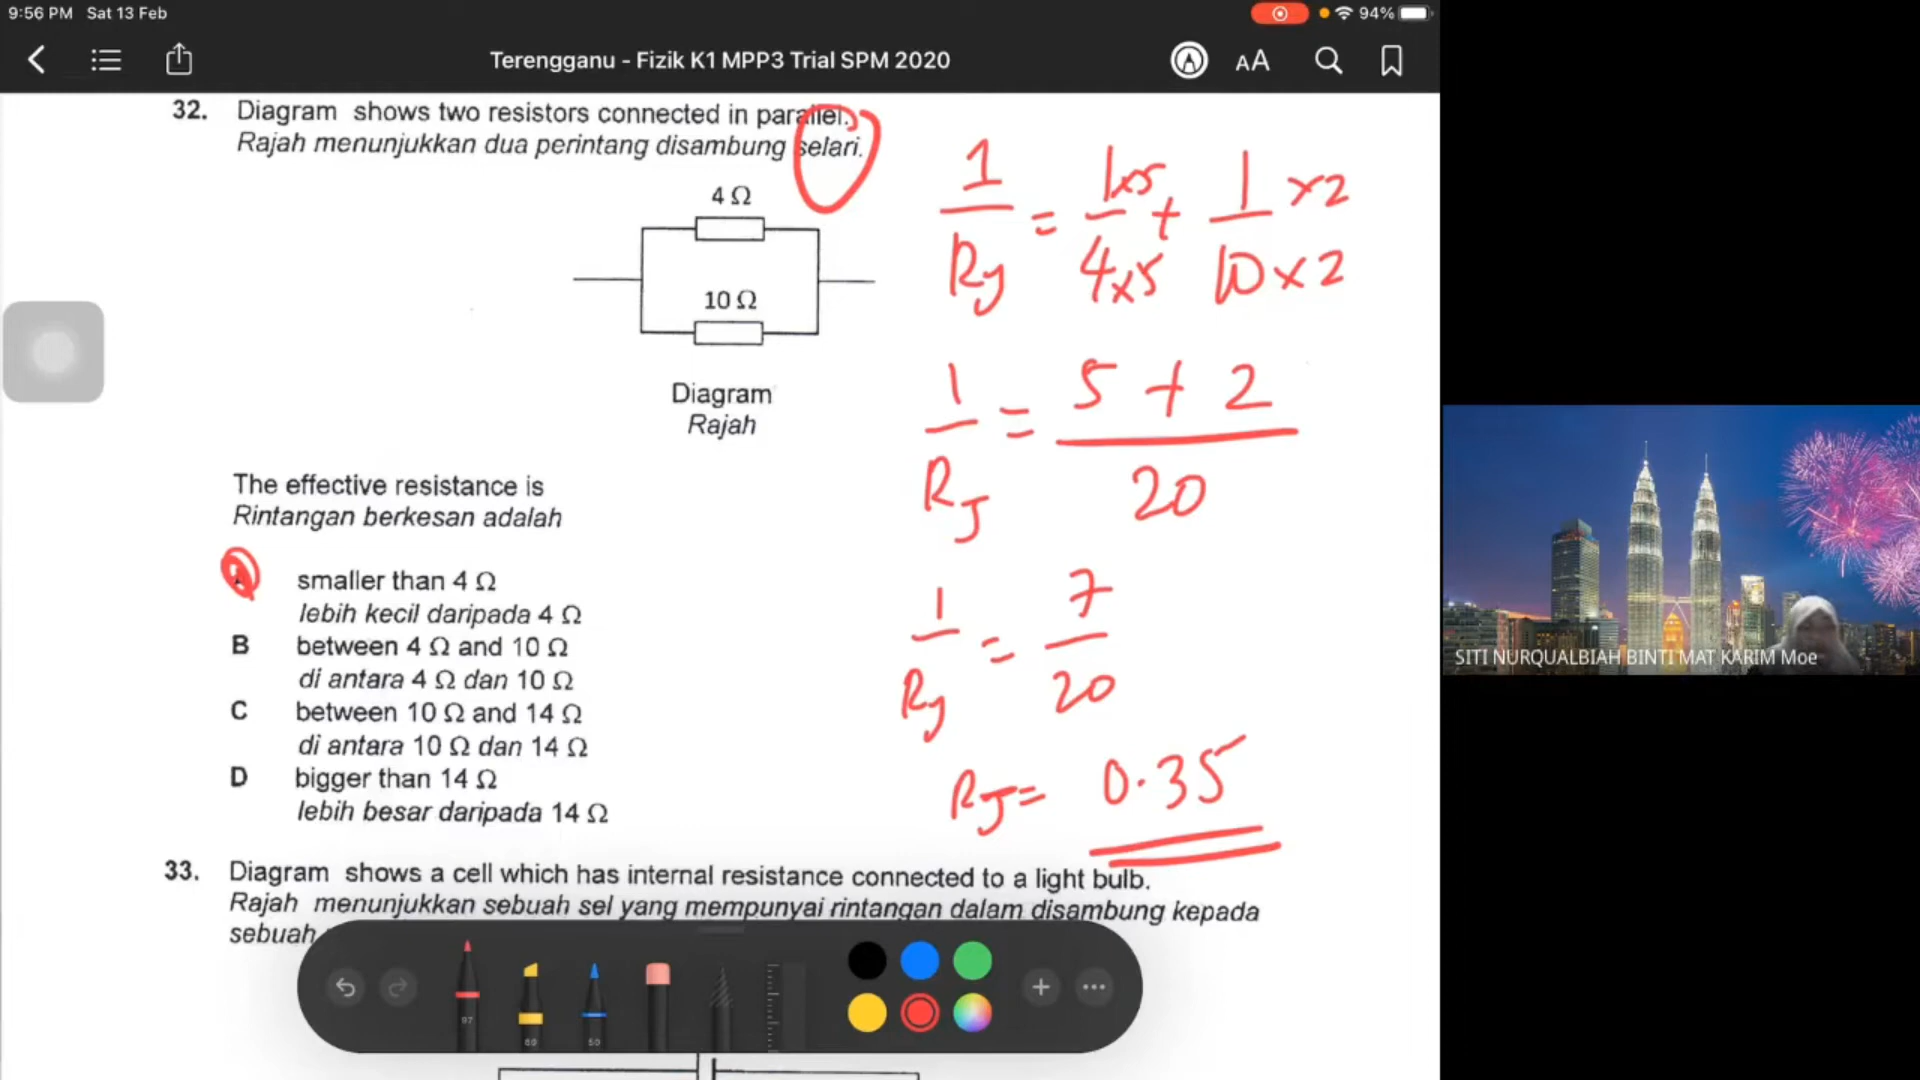 9:56 PM Sat 13 Feb
94%
Terengganu - Fizik K1 MPP3 Trial SPM 2020
AA
32. Diagram shows two resistors connected in parallel.
Rajah menunjukkan dua perintang disambung selari.
4 Ω
10 Ω
Diagram
Rajah
The effective resistance is
Rintangan berkesan adalah
smaller than 4 Ω
lebih kecil daripada 4 Ω
B between 4 Ω and 10 Ω
di antara 4 Ω dan 10 Ω
C between 10 Ω and 14 Ω
di antara 10 Ω dan 14 Ω
D bigger than 14 Ω
lebih besar daripada 14 Ω
1/RJ = 1x5/4x5 + 1x2/10x2
1/RJ = 5 + 2/20
1/RJ = 7/20
RJ = 0.35
33. Diagram shows a cell which has internal resistance connected to a light bulb.
Rajah menunjukkan sebuah sel yang mempunyai rintangan dalam disambung kepada
sebuah
97
80
50
SITI NURQUALBIAH BINTI MAT KARIM Moe